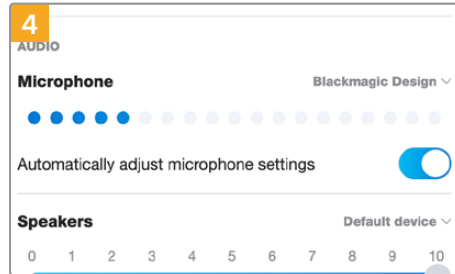 4
AUDIO
Microphone Blackmagic Design
Automatically adjust microphone settings
Speakers Default device
0 1 2 3 4 5 6 7 8 9 10